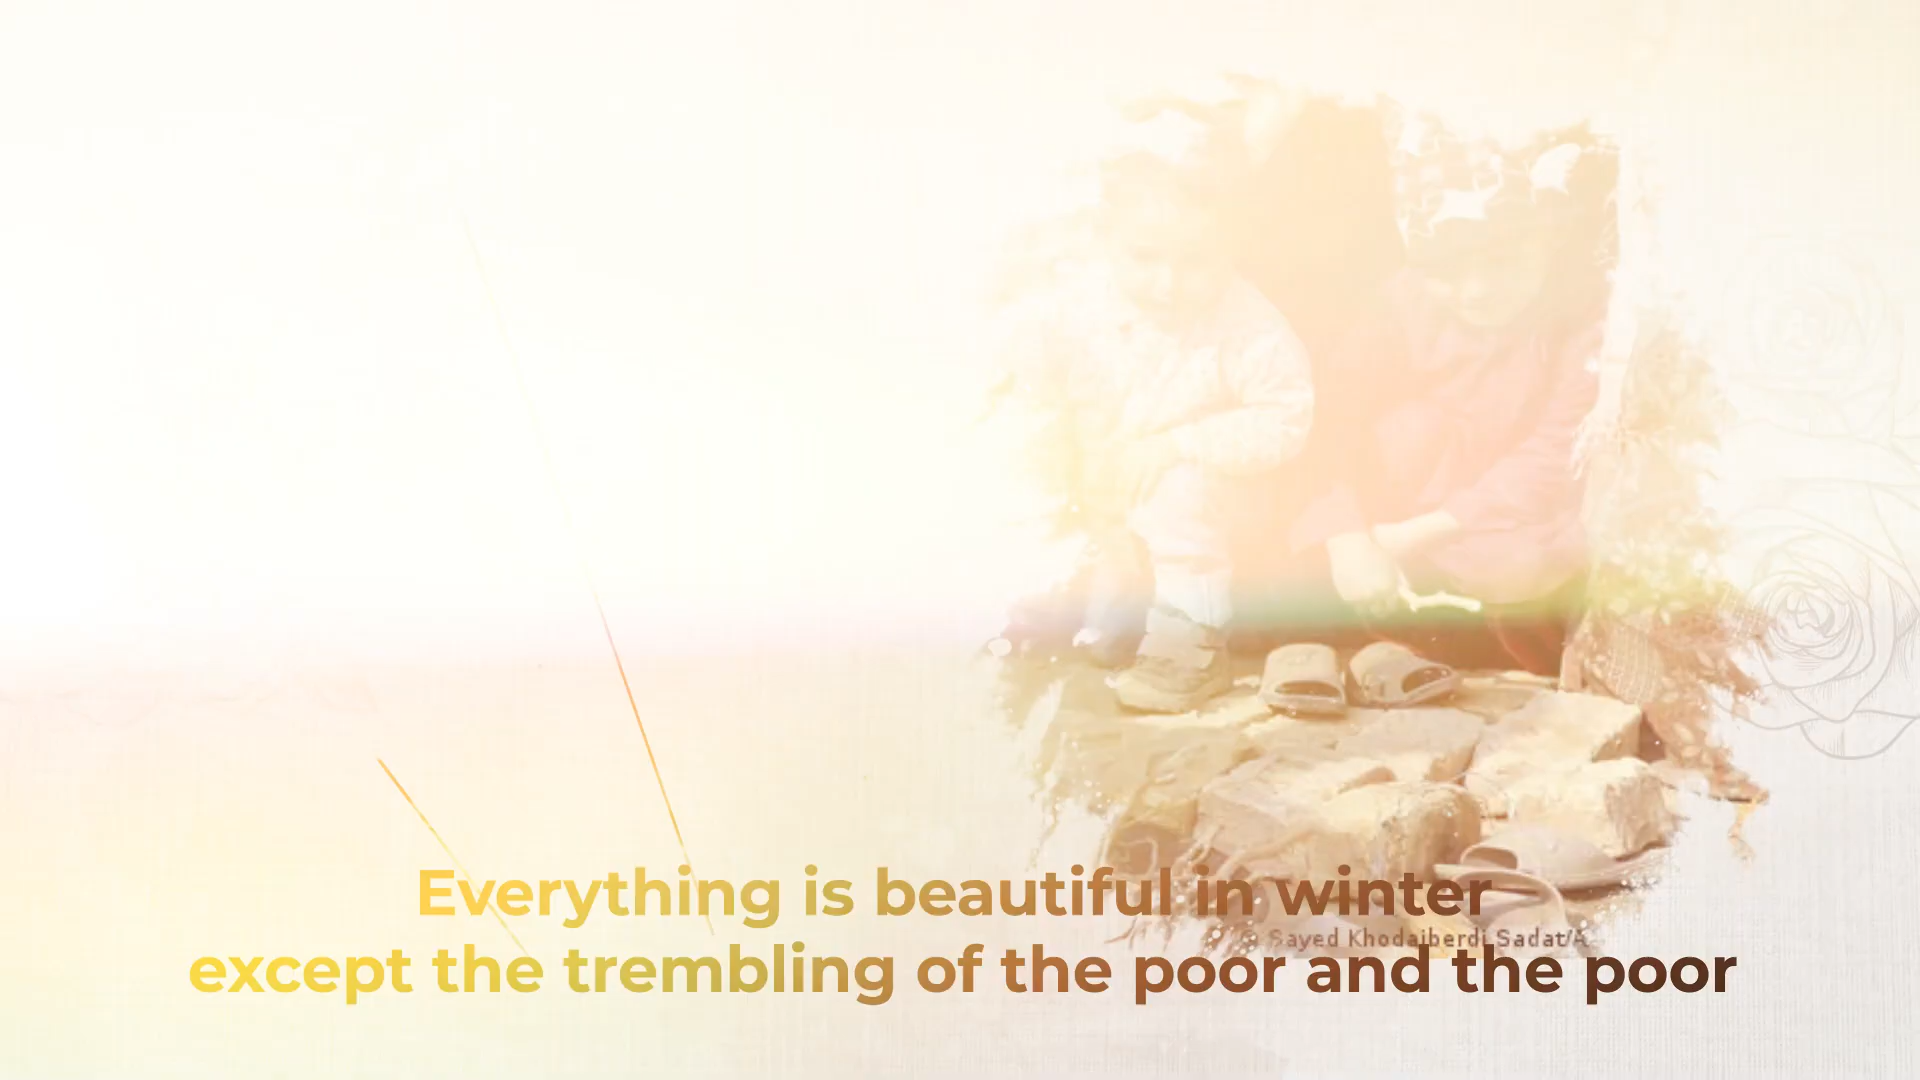 Everything is beautiful in winter
Sayed Khodaiberdi Sadat/A
except the trembling of the poor and the poor